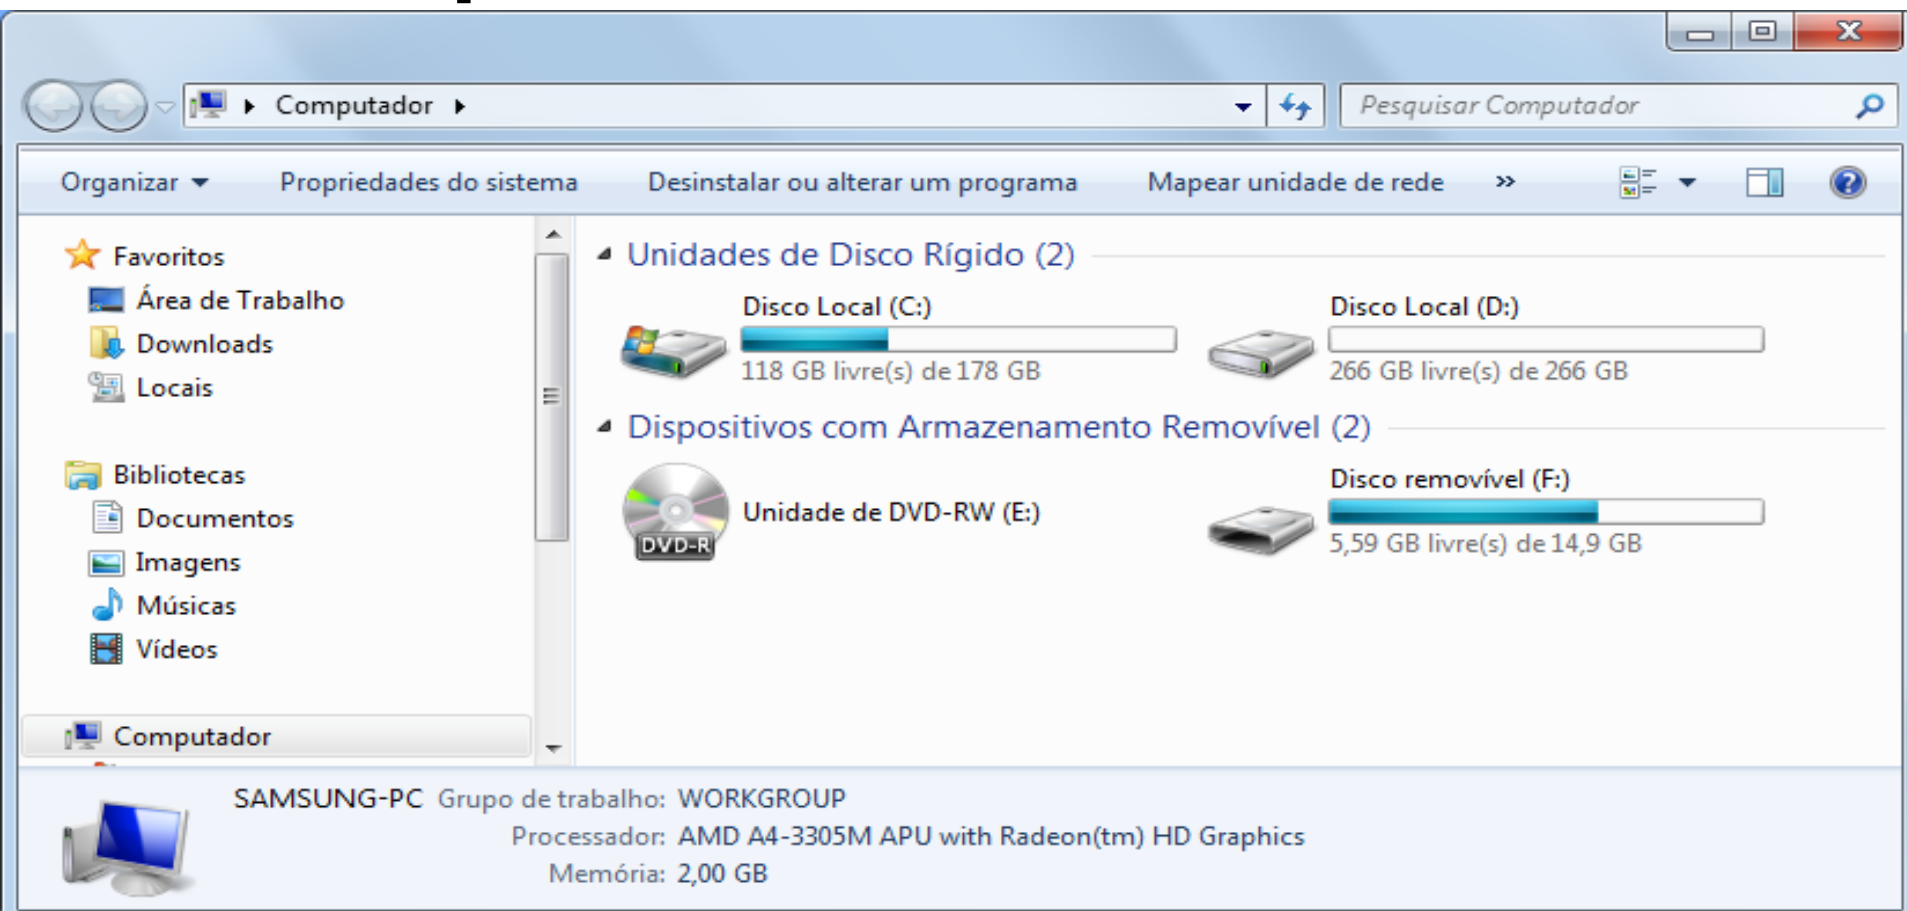 Computador
Pesquisar Computador
Organizar Propriedades do sistema Desinstalar ou alterar um programa Mapear unidade de rede »
Favoritos
Área de Trabalho
Downloads
Locais
Bibliotecas
Documentos
Imagens
Músicas
Vídeos
Computador
Unidades de Disco Rígido (2)
Disco Local (C:)
118 GB livre(s) de 178 GB
Disco Local (D:)
266 GB livre(s) de 266 GB
Dispositivos com Armazenamento Removível (2)
DVD-R
Unidade de DVD-RW (E:)
Disco removível (F:)
5,59 GB livre(s) de 14,9 GB
SAMSUNG-PC Grupo de trabalho: WORKGROUP
Processador: AMD A4-3305M APU with Radeon(tm) HD Graphics
Memória: 2,00 GB